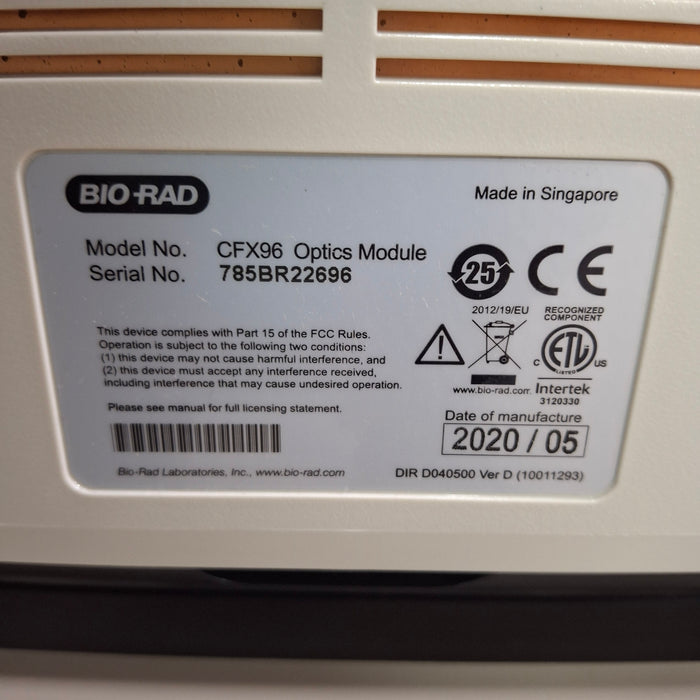 BIO-RAD
Made in Singapore
Model No. CFX96 Optics Module
Serial No. 785BR22696
25
CE
2012/19/EU
RECOGNIZED
COMPONENT
This device complies with Part 15 of the FCC Rules.
Operation is subject to the following two conditions:
(1) this device may not cause harmful interference, and
(2) this device must accept any interference received,
including interference that may cause undesired operation.
ETL
C US
LISTED
www.bio-rad.com
Intertek
3120330
Please see manual for full licensing statement.
Date of manufacture
2020 / 05
Bio-Rad Laboratories, Inc., www.bio-rad.com
DIR D040500 Ver D (10011293)